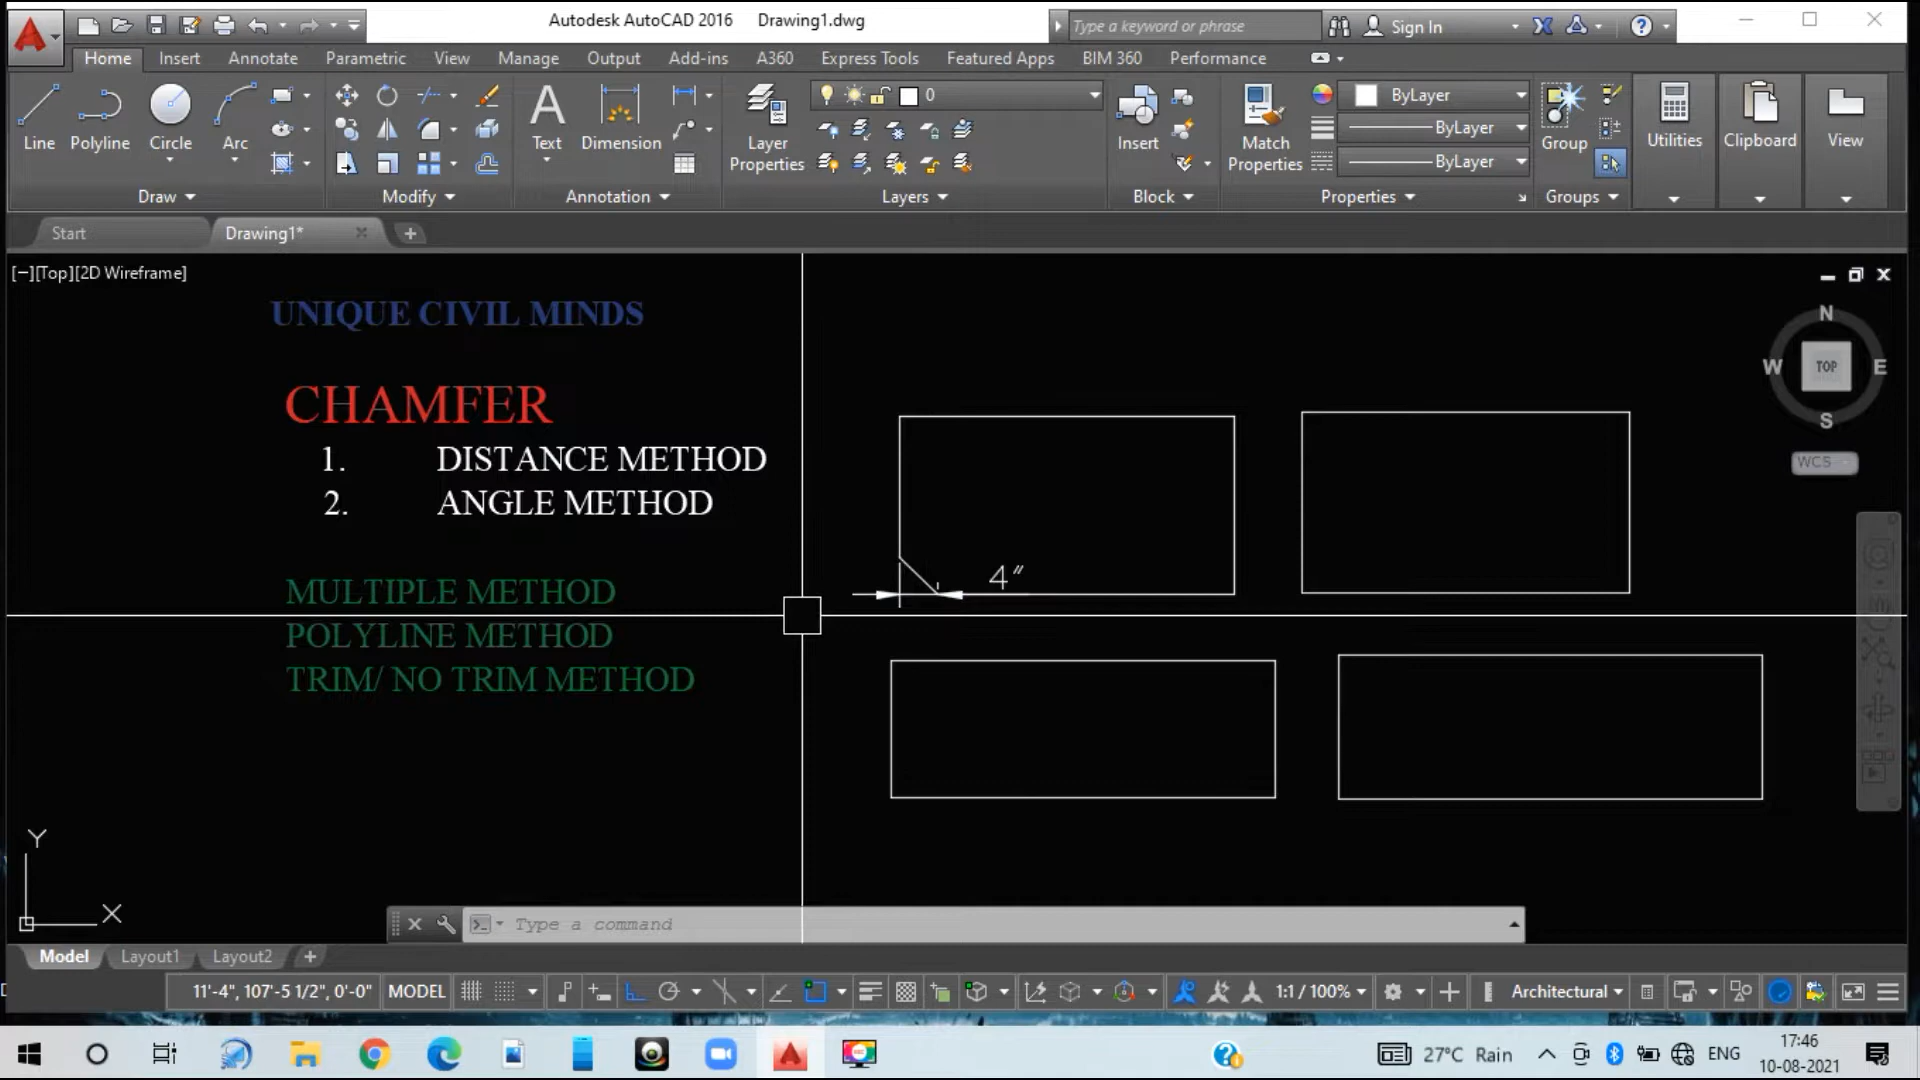 Autodesk AutoCAD 2016 Drawing1.dwg
Type a keyword or phrase
Sign In
Home Insert Annotate Parametric View Manage Output Add-ins A360 Express Tools Featured Apps BIM 360 Performance
Line Polyline Circle Arc
Text Dimension
Layer Properties
0
Insert
Match Properties
ByLayer
ByLayer
ByLayer
Group
Utilities
Clipboard
View
Draw Modify Annotation Layers Block Properties Groups
Start Drawing1*
[−][Top][2D Wireframe]
UNIQUE CIVIL MINDS
CHAMFER
1. DISTANCE METHOD
2. ANGLE METHOD
MULTIPLE METHOD
POLYLINE METHOD
TRIM/ NO TRIM METHOD
4"
N
W TOP E
S
WCS
Y
X
Type a command
Model Layout1 Layout2
11'-4", 107'-5 1/2", 0'-0" MODEL 1:1 / 100% Architectural
27°C Rain ENG 17:46
10-08-2021